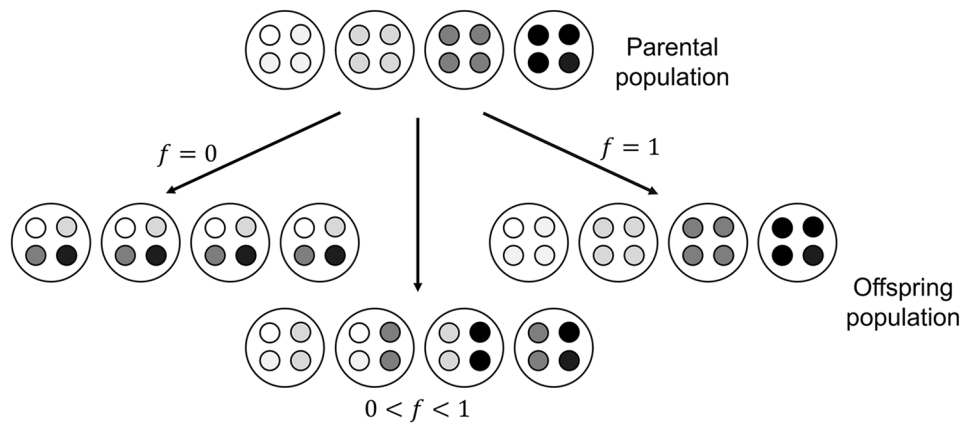 Parental
population
f = 0
f = 1
Offspring
population
0 < f < 1